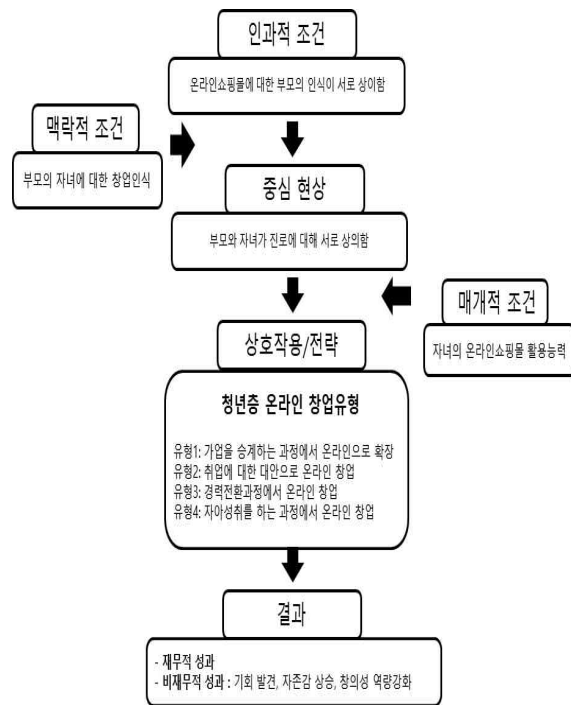 인과적 조건
온라인쇼핑몰에 대한 부모의 인식이 서로 상이함
맥락적 조건
부모의 자녀에 대한 창업인식
중심 현상
부모와 자녀가 진로에 대해 서로 상의함
매개적 조건
자녀의 온라인쇼핑몰 활용능력
상호작용/전략
청년층 온라인 창업유형
유형1: 가업을 승계하는 과정에서 온라인으로 확장
유형2: 취업에 대한 대안으로 온라인 창업
유형3: 경력전환과정에서 온라인 창업
유형4: 자아성취를 하는 과정에서 온라인 창업
결과
- 재무적 성과
- 비재무적 성과 : 기회 발견, 자존감 상승, 창의성 역량강화